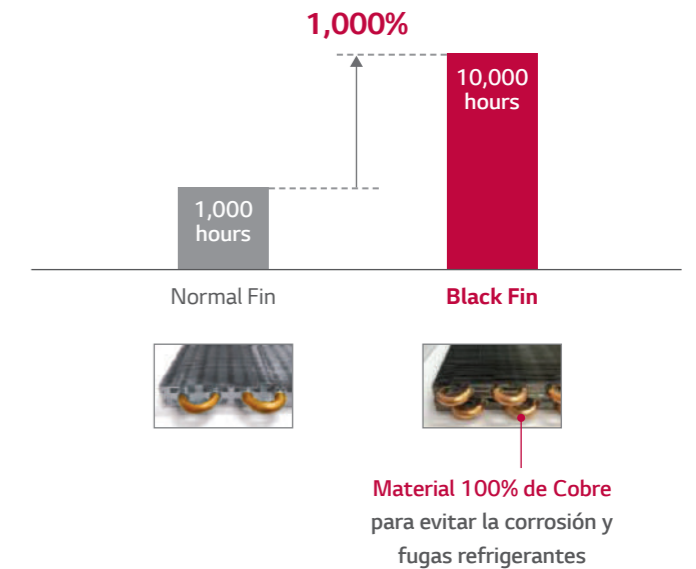 1,000%
1,000
hours
10,000
hours
Normal Fin
Black Fin
Material 100% de Cobre
para evitar la corrosión y
fugas refrigerantes